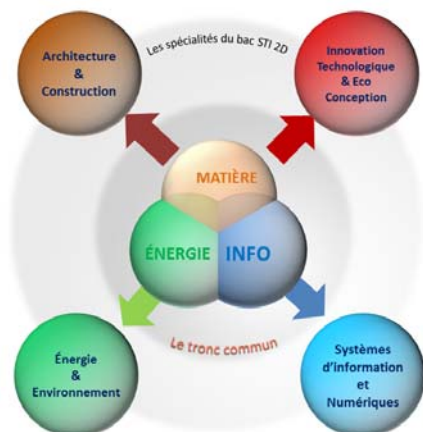 Les spécialités du bac STI 2D
Architecture
&
Construction
Innovation
Technologique
& Eco
Conception
MATIÈRE
ÉNERGIE
INFO
Le tronc commun
Énergie
&
Environnement
Systèmes
d'information
et
Numériques